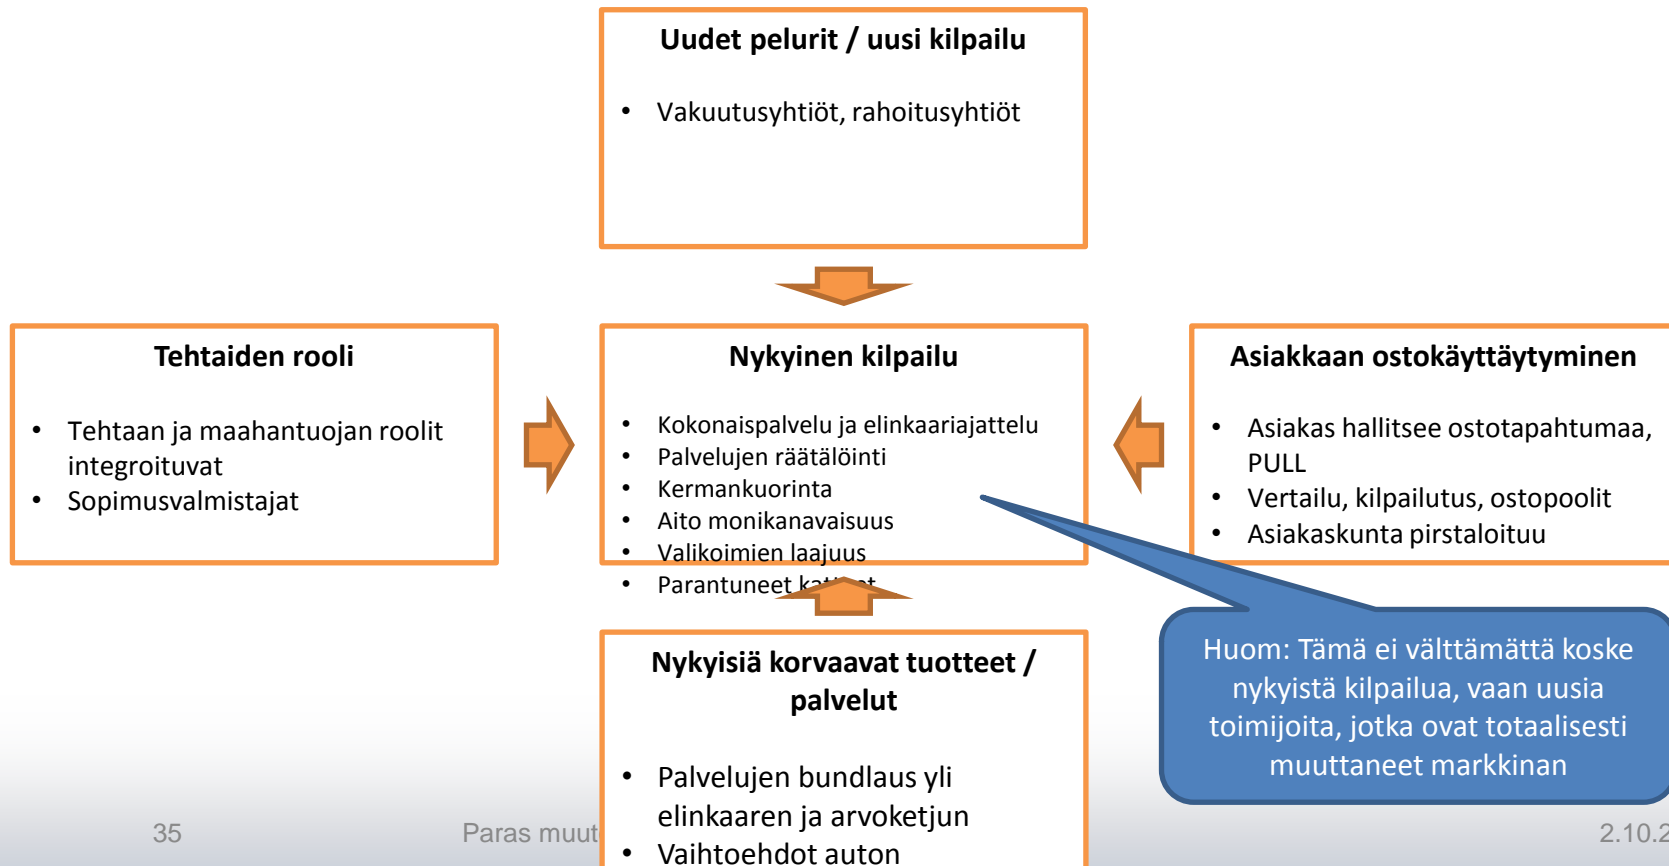 Uudet pelurit / uusi kilpailu
• Vakuutusyhtiöt, rahoitusyhtiöt
Tehtaiden rooli
• Tehtaan ja maahantuojan roolit
integroituvat
• Sopimusvalmistajat
Nykyinen kilpailu
• Kokonaispalvelu ja elinkaariajattelu
• Palvelujen räätälöinti
• Kermankuorinta
• Aito monikanavaisuus
• Valikoimien laajuus
• Parantuneet
Asiakkaan ostokäyttäytyminen
• Asiakas hallitsee ostotapahtumaa,
PULL
• Vertailu, kilpailutus, ostopoolit
• Asiakaskunta pirstaloituu
Huom: Tämä ei välttämättä koske
nykyistä kilpailua, vaan uusia
toimijoita, jotka ovat totaalisesti
muuttaneet markkinan
Nykyisiä korvaavat tuotteet /
palvelut
• Palvelujen bundlaus yli
elinkaaren ja arvoketjun
• Vaihtoehdot auton
35
Paras muut
2.10.2